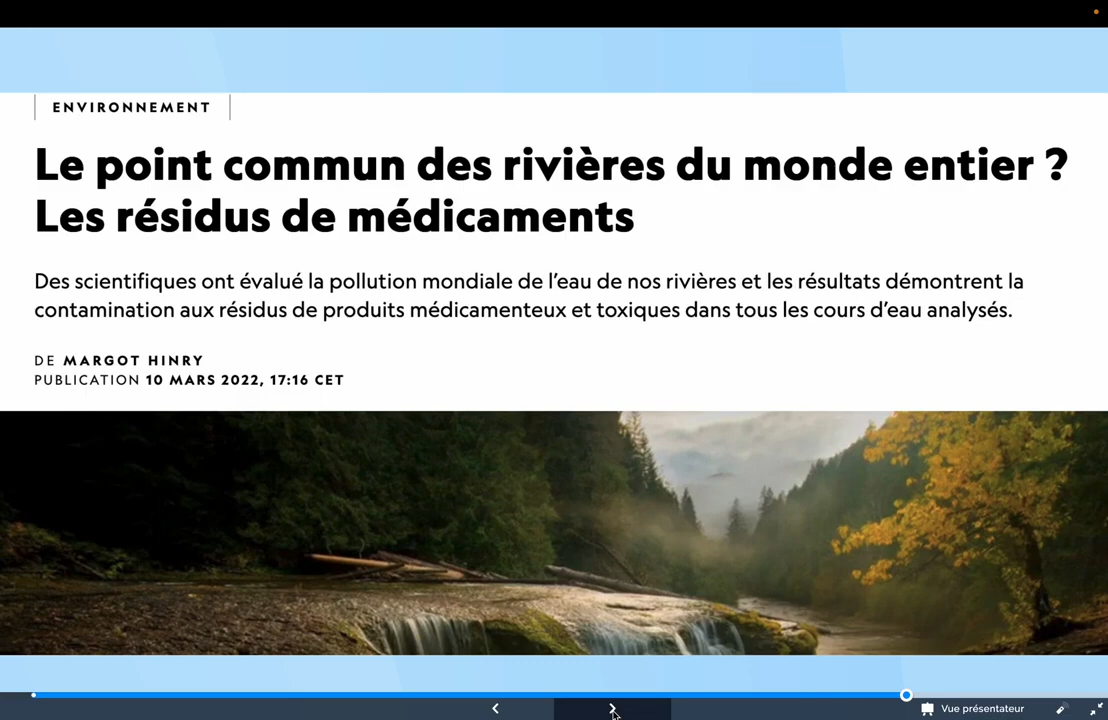 ENVIRONNEMENT
Le point commun des rivières du monde entier ?
Les résidus de médicaments
Des scientifiques ont évalué la pollution mondiale de l’eau de nos rivières et les résultats démontrent la
contamination aux résidus de produits médicamenteux et toxiques dans tous les cours d’eau analysés.
DE MARGOT HINRY
PUBLICATION 10 MARS 2022, 17:16 CET
Vue présentateur